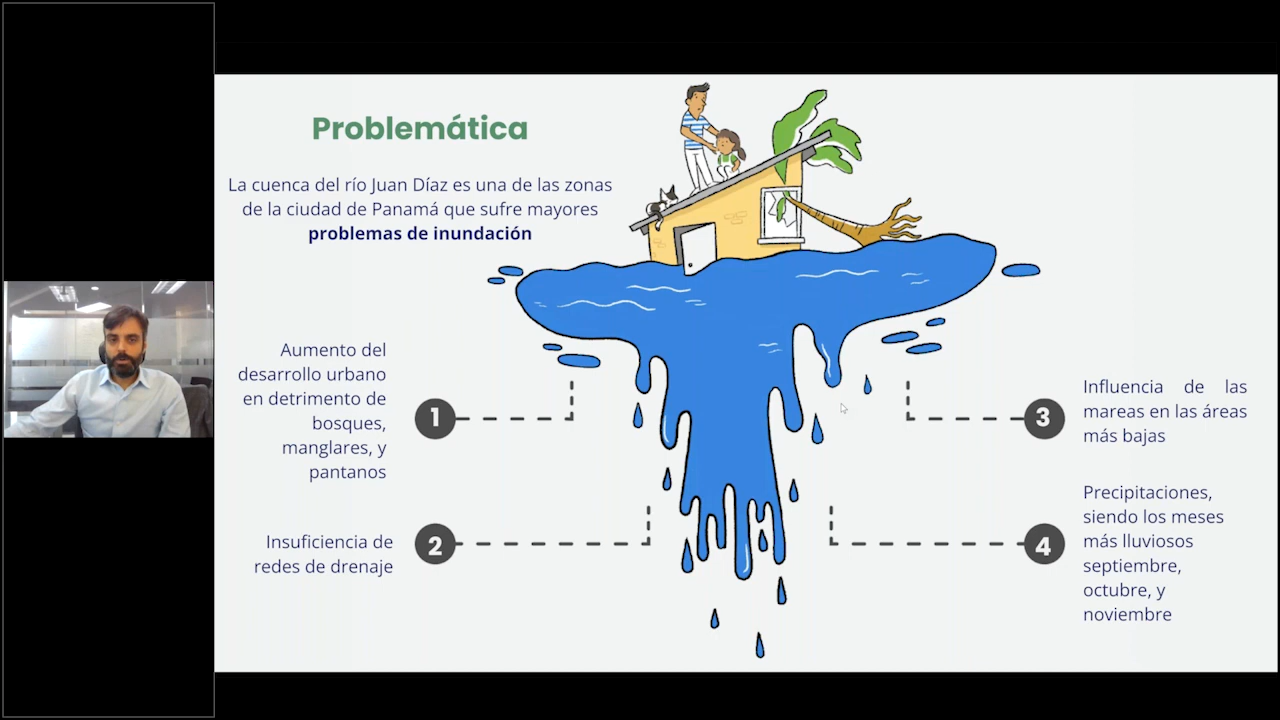 Problemática
La cuenca del río Juan Díaz es una de las zonas
de la ciudad de Panamá que sufre mayores
problemas de inundación
Aumento del
desarrollo urbano
en detrimento de
bosques,
manglares, y
pantanos
1
Insuficiencia de
redes de drenaje
2
3
Influencia de las
mareas en las áreas
más bajas
4
Precipitaciones,
siendo los meses
más lluviosos
septiembre,
octubre, y
noviembre